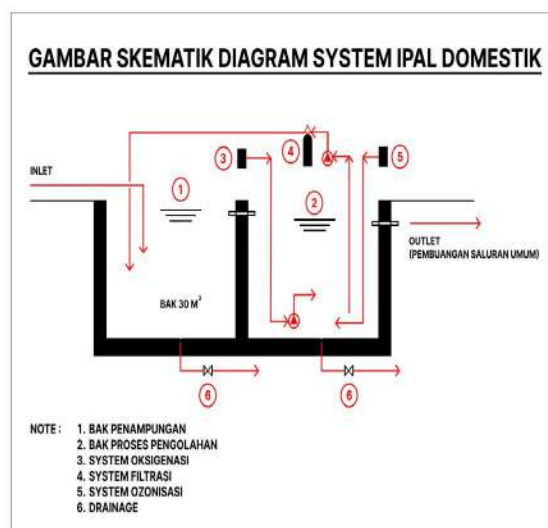 GAMBAR SKEMATIK DIAGRAM SYSTEM IPAL DOMESTIK
3
4
5
INLET
1
2
OUTLET
(PEMBUANGAN SALURAN UMUM)
BAK 30 M³
6
6
NOTE : 1. BAK PENAMPUNGAN
2. BAK PROSES PENGOLAHAN
3. SYSTEM OKSIGENASI
4. SYSTEM FILTRASI
5. SYSTEM OZONISASI
6. DRAINAGE